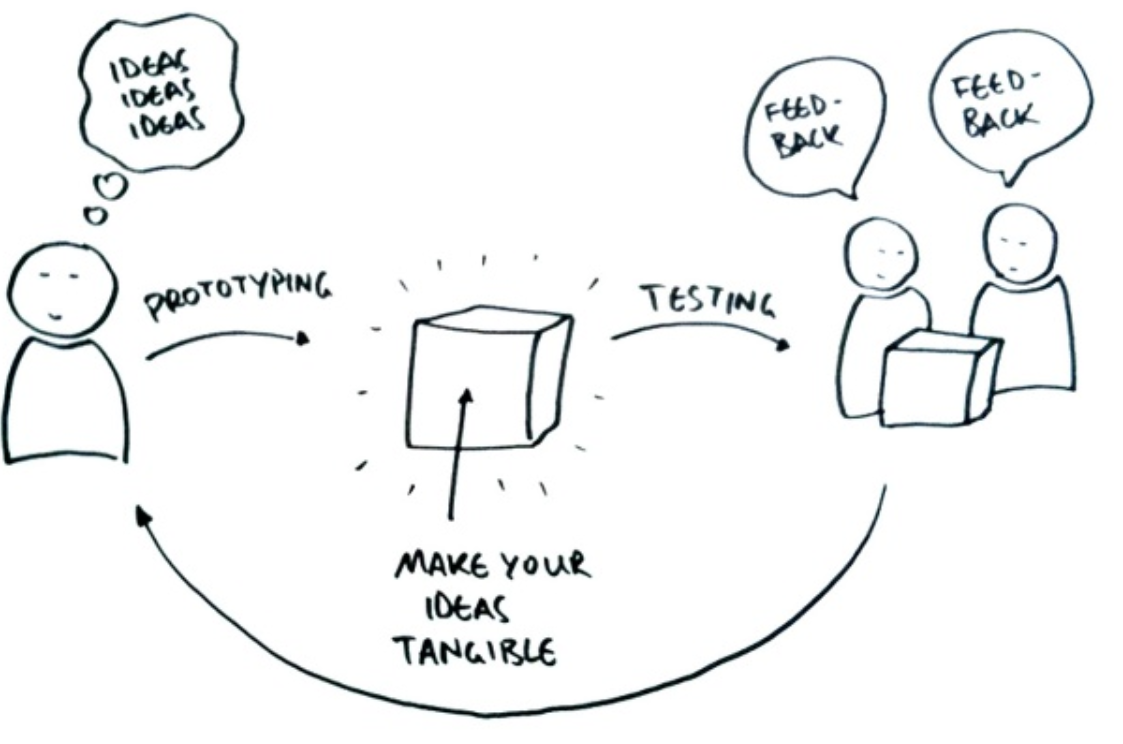 IDEAS
IDEAS
IDEAS
PROTOTYPING
MAKE YOUR
IDEAS
TANGIBLE
TESTING
FEED-
BACK
FEED-
BACK